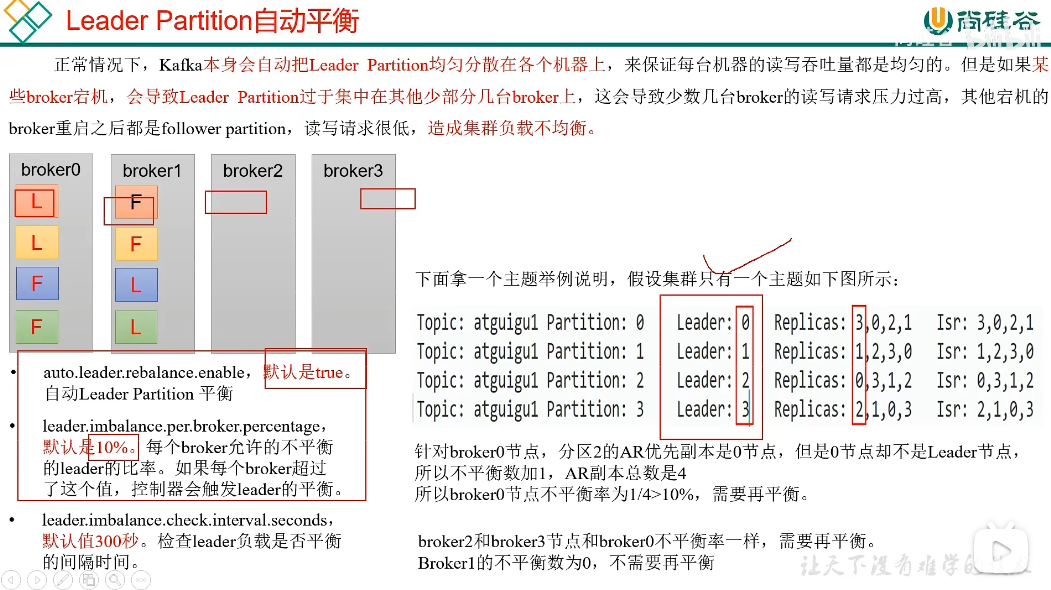 Leader Partition自动平衡
尚硅谷
正常情况下，Kafka本身会自动把Leader Partition均匀分散在各个机器上，来保证每台机器的读写吞吐量都是均匀的。但是如果某
些broker宕机，会导致Leader Partition过于集中在其他少部分几台broker上，这会导致少数几台broker的读写请求压力过高，其他宕机的
broker重启之后都是follower partition，读写请求很低，造成集群负载不均衡。
broker0 broker1 broker2 broker3
L F
L F
F L
F L
• auto.leader.rebalance.enable，默认是true。
自动Leader Partition 平衡
• leader.imbalance.per.broker.percentage，
默认是10%。每个broker允许的不平衡
的leader的比率。如果每个broker超过
了这个值，控制器会触发leader的平衡。
• leader.imbalance.check.interval.seconds，
默认值300秒。检查leader负载是否平衡
的间隔时间。
下面拿一个主题举例说明，假设集群只有一个主题如下图所示：
Topic: atguigu1 Partition: 0 Leader: 0 Replicas: 3,0,2,1 Isr: 3,0,2,1
Topic: atguigu1 Partition: 1 Leader: 1 Replicas: 1,2,3,0 Isr: 1,2,3,0
Topic: atguigu1 Partition: 2 Leader: 2 Replicas: 0,3,1,2 Isr: 0,3,1,2
Topic: atguigu1 Partition: 3 Leader: 3 Replicas: 2,1,0,3 Isr: 2,1,0,3
针对broker0节点，分区2的AR优先副本是0节点，但是0节点却不是Leader节点，
所以不平衡数加1，AR副本总数是4
所以broker0节点不平衡率为1/4>10%，需要再平衡。
broker2和broker3节点和broker0不平衡率一样，需要再平衡。
Broker1的不平衡数为0，不需要再平衡
让天下没有难学的